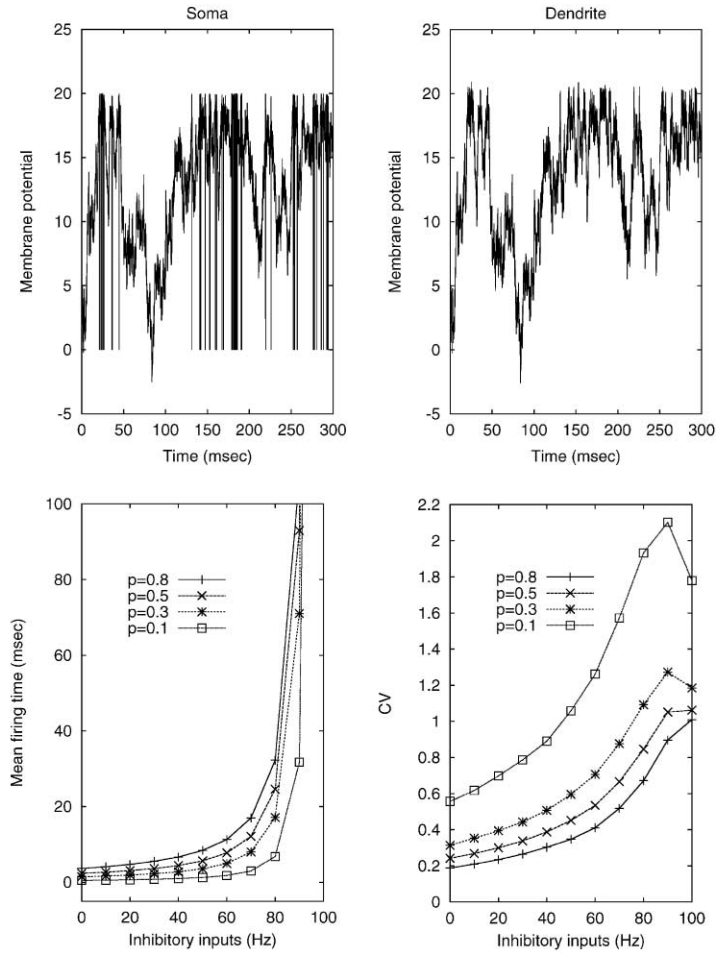 Soma
25
20
15
10
5
0
-5
Membrane potential
0 50 100 150 200 250 300
Time (msec)
Dendrite
25
20
15
10
5
0
-5
Membrane potential
0 50 100 150 200 250 300
Time (msec)
100
80
60
40
20
0
Mean firing time (msec)
p=0.8
p=0.5
p=0.3
p=0.1
0 20 40 60 80 100
Inhibitory inputs (Hz)
2.2
2
1.8
1.6
1.4
1.2
1
0.8
0.6
0.4
0.2
0
CV
p=0.8
p=0.5
p=0.3
p=0.1
0 20 40 60 80 100
Inhibitory inputs (Hz)